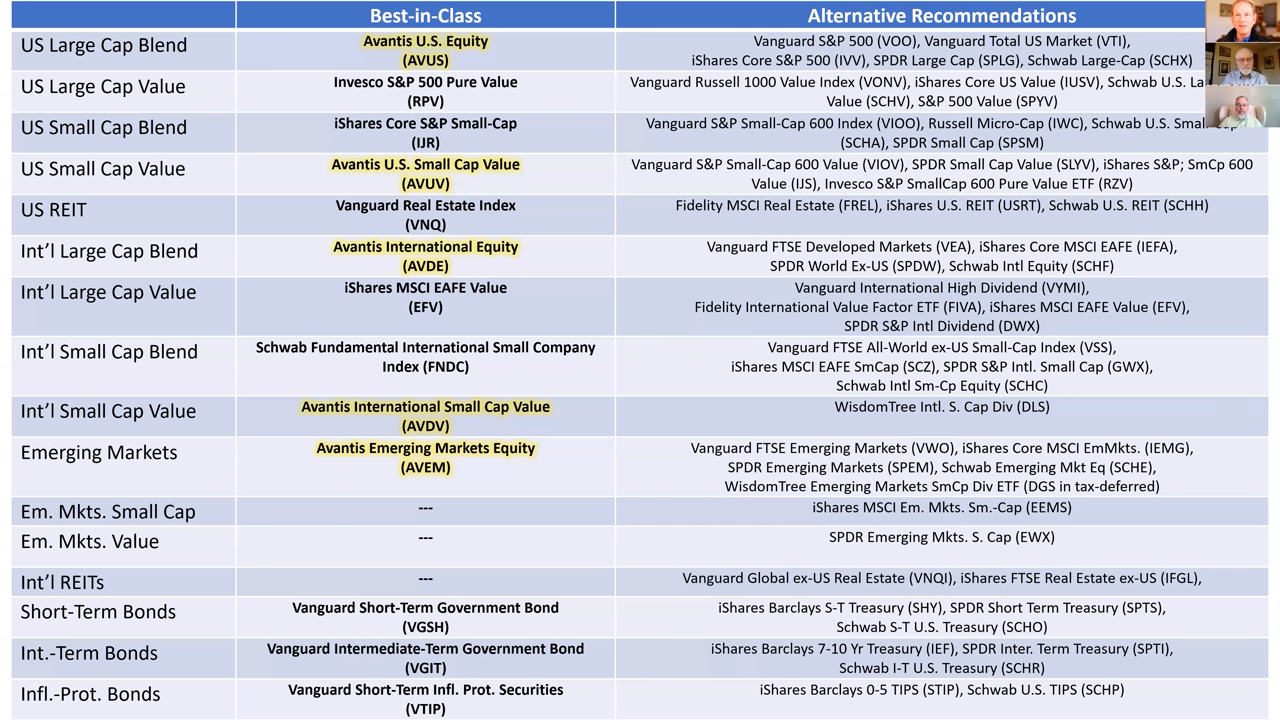 Best-in-Class
Alternative Recommendations
US Large Cap Blend
Avantis U.S. Equity
(AVUS)
Vanguard S&P 500 (VOO), Vanguard Total US Market (VTI),
iShares Core S&P 500 (IVV), SPDR Large Cap (SPLG), Schwab Large-Cap (SCHX)
US Large Cap Value
Invesco S&P 500 Pure Value
(RPV)
Vanguard Russell 1000 Value Index (VONV), iShares Core US Value (IUSV), Schwab U.S.
Value (SCHV), S&P 500 Value (SPYV)
US Small Cap Blend
iShares Core S&P Small-Cap
(IJR)
Vanguard S&P Small-Cap 600 Index (VIOO), Russell Micro-Cap (IWC), Schwab U.S.
(SCHA), SPDR Small Cap (SPSM)
US Small Cap Value
Avantis U.S. Small Cap Value
(AVUV)
Vanguard S&P Small-Cap 600 Value (VIOV), SPDR Small Cap Value (SLYV), iShares S&P; SmCp 600
Value (IJS), Invesco S&P SmallCap 600 Pure Value ETF (RZV)
US REIT
Vanguard Real Estate Index
(VNQ)
Fidelity MSCI Real Estate (FREL), iShares U.S. REIT (USRT), Schwab U.S. REIT (SCHH)
Int'l Large Cap Blend
Avantis International Equity
(AVDE)
Vanguard FTSE Developed Markets (VEA), iShares Core MSCI EAFE (IEFA),
SPDR World Ex-US (SPDW), Schwab Intl Equity (SCHF)
Int'l Large Cap Value
iShares MSCI EAFE Value
(EFV)
Vanguard International High Dividend (VYMI),
Fidelity International Value Factor ETF (FIVA), iShares MSCI EAFE Value (EFV),
SPDR S&P Intl Dividend (DWX)
Int'l Small Cap Blend
Schwab Fundamental International Small Company
Index (FNDC)
Vanguard FTSE All-World ex-US Small-Cap Index (VSS),
iShares MSCI EAFE SmCap (SCZ), SPDR S&P Intl. Small Cap (GWX),
Schwab Intl Sm-Cp Equity (SCHC)
Int'l Small Cap Value
Avantis International Small Cap Value
(AVDV)
WisdomTree Intl. S. Cap Div (DLS)
Emerging Markets
Avantis Emerging Markets Equity
(AVEM)
Vanguard FTSE Emerging Markets (VWO), iShares Core MSCI EmMkts. (IEMG),
SPDR Emerging Markets (SPEM), Schwab Emerging Mkt Eq (SCHE),
WisdomTree Emerging Markets SmCp Div ETF (DGS in tax-deferred)
Em. Mkts. Small Cap
---
iShares MSCI Em. Mkts. Sm.-Cap (EEMS)
Em. Mkts. Value
---
SPDR Emerging Mkts. S. Cap (EWX)
Int'l REITs
---
Vanguard Global ex-US Real Estate (VNQI), iShares FTSE Real Estate ex-US (IFGL),
Short-Term Bonds
Vanguard Short-Term Government Bond
(VGSH)
iShares Barclays S-T Treasury (SHY), SPDR Short Term Treasury (SPTS),
Schwab S-T U.S. Treasury (SCHO)
Int.-Term Bonds
Vanguard Intermediate-Term Government Bond
(VGIT)
iShares Barclays 7-10 Yr Treasury (IEF), SPDR Inter. Term Treasury (SPTI),
Schwab I-T U.S. Treasury (SCHR)
Infl.-Prot. Bonds
Vanguard Short-Term Infl. Prot. Securities
(VTIP)
iShares Barclays 0-5 TIPS (STIP), Schwab U.S. TIPS (SCHP)